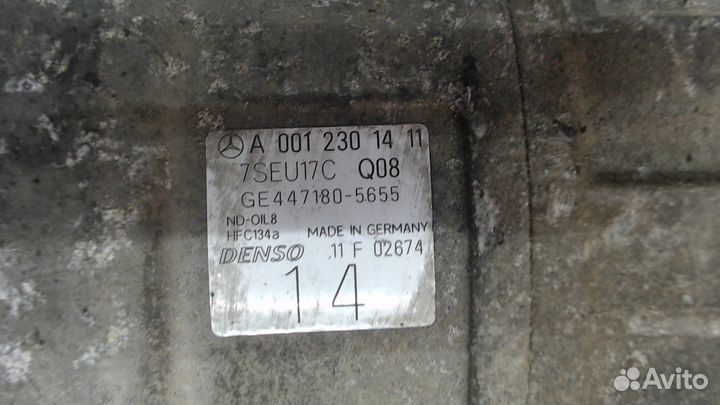 A 001 230 14 11
7SEU17C Q08
GE447180-5655
ND-OIL8
HFC134a MADE IN GERMANY
DENSO 11 F 02674
14
Avito